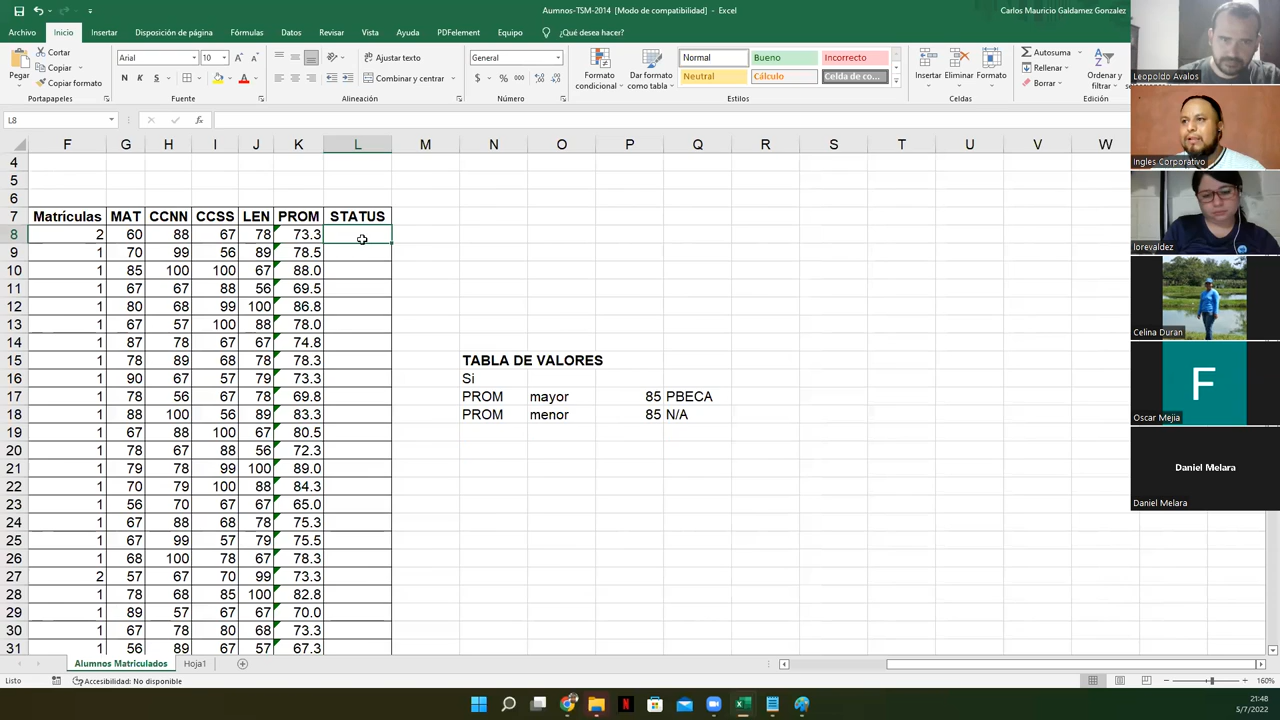 Aumnos-TSM-2014 [Modo de compatibilidad] - Excel
Carlos Mauricio Galdamez Gonzalez
Archivo Inicio Insertar Disposición de página Fórmulas Datos Revisar Vista Ayuda PDFelement Equipo ¿Qué desea hacer?
Pegar
Cortar
Copiar
Copiar formato
Portapapeles
Arial 10
N K S
Fuente
Ajustar texto
Combinar y centrar
Alineación
General
Número
Formato condicional
Dar formato como tabla
Normal Bueno Incorrecto
Neutral Cálculo Celda de co...
Estilos
Insertar Eliminar Formato
Celdas
Autosuma
Rellenar
Borrar
Ordenar y filtrar
Edición
L8
F G H I J K L M N O P Q R S T U V W
4
5
6
7 Matriculas MAT CCNN CCSS LEN PROM STATUS
8 2 60 88 67 78 73.3
9 1 70 99 56 89 78.5
10 1 85 100 100 67 88.0
11 1 67 67 88 56 69.5
12 1 80 68 99 100 86.8
13 1 67 57 100 88 78.0
14 1 87 78 67 67 74.8
15 1 78 89 68 78 78.3 TABLA DE VALORES
16 1 90 67 57 79 73.3 Si
17 1 78 56 67 78 69.8 PROM mayor 85 PBECA
18 1 88 100 56 89 83.3 PROM menor 85 N/A
19 1 67 88 100 67 80.5
20 1 78 67 88 56 72.3
21 1 79 78 99 100 89.0
22 1 70 79 100 88 84.3
23 1 56 70 67 67 65.0
24 1 67 88 68 78 75.3
25 1 67 99 57 79 75.5
26 1 68 100 78 67 78.3
27 2 57 67 70 99 73.3
28 1 78 68 85 100 82.8
29 1 89 57 67 67 70.0
30 1 67 78 80 68 73.3
31 1 56 89 67 57 67.3
Alumnos Matriculados Hoja1
Listo Accesibilidad: No disponible
160%
21:48
5/7/2022
Leopoldo Avalos
Ingles Corporativo
lorevaldez
Celina Duran
F
Oscar Mejia
Daniel Melara
Daniel Melara